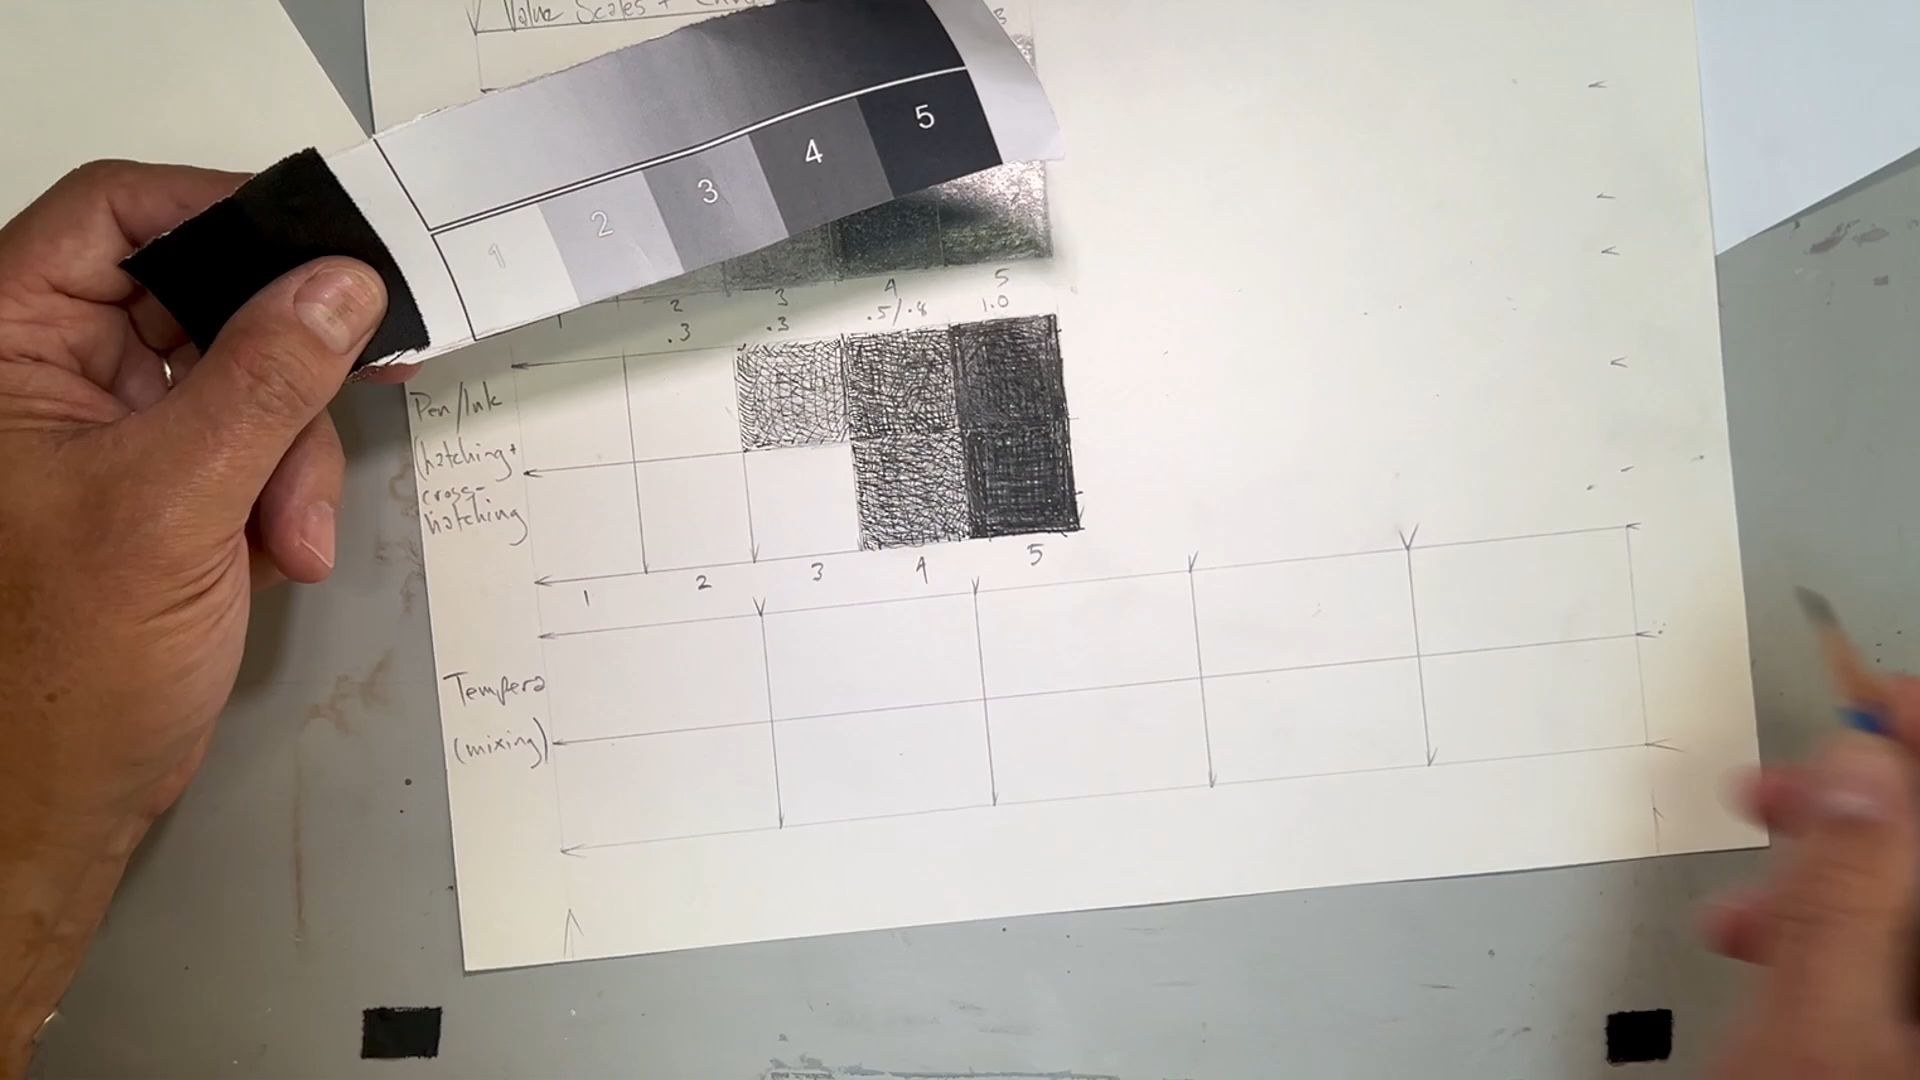 Value Scales +
5
4
3
2
1
1
2
3
4
5
.3
.3
.5/.8
1.0
Pen/Ink
(hatching +
cross-
hatching
1
2
3
4
5
Tempera
(mixing)